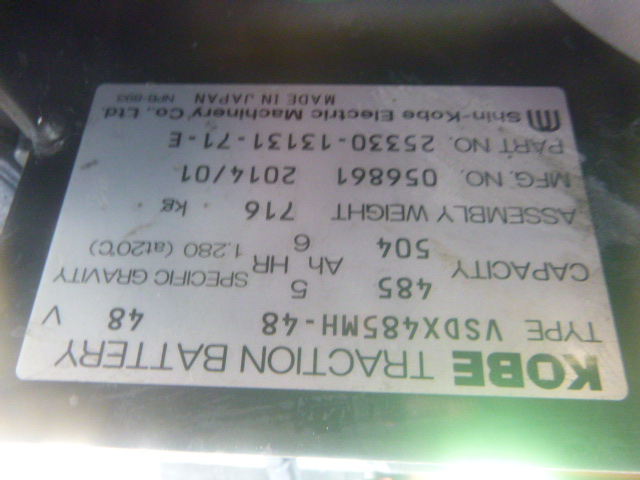 KOBE TRACTION BATTERY
TYPE VSDX485MH-48 48 V
CAPACITY 485 Ah 5 HR SPECIFIC GRAVITY
504 6 1.280 (at20℃)
ASSEMBLY WEIGHT 716 kg
MFG. NO. 056861 2014/01
PART NO. 25330-13131-71-E
Shin-Kobe Electric Machinery Co., Ltd.
MADE IN JAPAN NPB-893